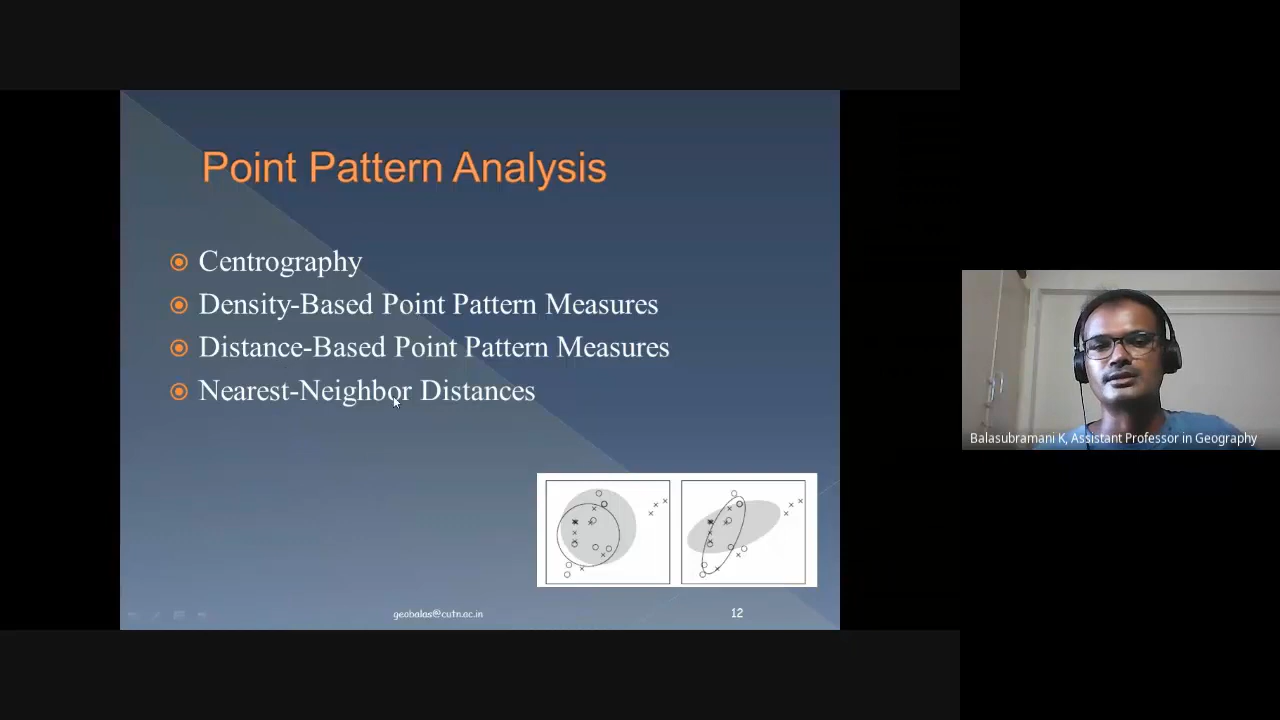 Point Pattern Analysis
Centrography
Density-Based Point Pattern Measures
Distance-Based Point Pattern Measures
Nearest-Neighbor Distances
geobalas@cutn.ac.in
12
Balasubramani K, Assistant Professor in Geography